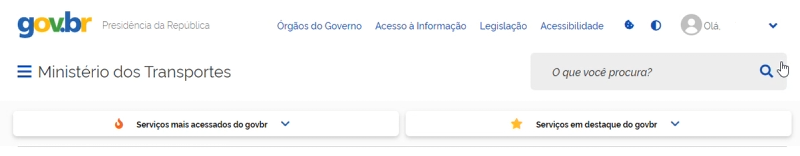 gov.br Presidência da República Órgãos do Governo Acesso à Informação Legislação Acessibilidade Olá.
Ministério dos Transportes O que você procura?
Serviços mais acessados do govbr Serviços em destaque do govbr